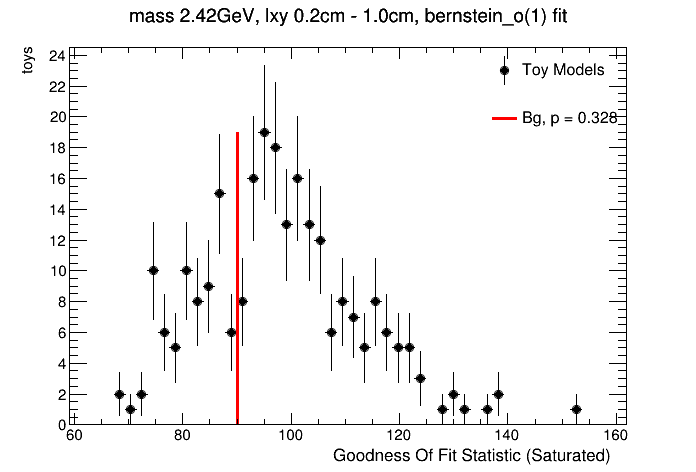 mass 2.42GeV, lxy 0.2cm - 1.0cm, bernstein_o(1) fit
toys
24
22
20
18
16
14
12
10
8
6
4
2
0
Toy Models
Bg, p = 0.328
60 80 100 120 140 160
Goodness Of Fit Statistic (Saturated)